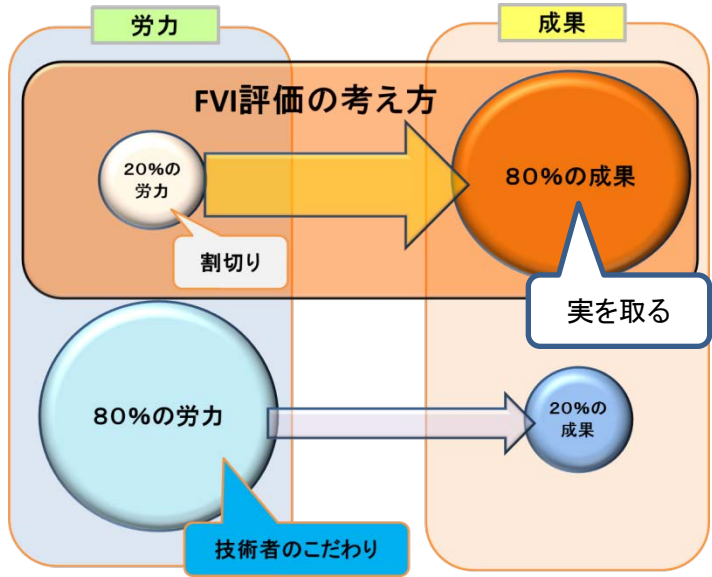 労力
成果
FVI評価の考え方
20%の
労力
80%の成果
割切り
実を取る
80%の労力
20%の
成果
技術者のこだわり